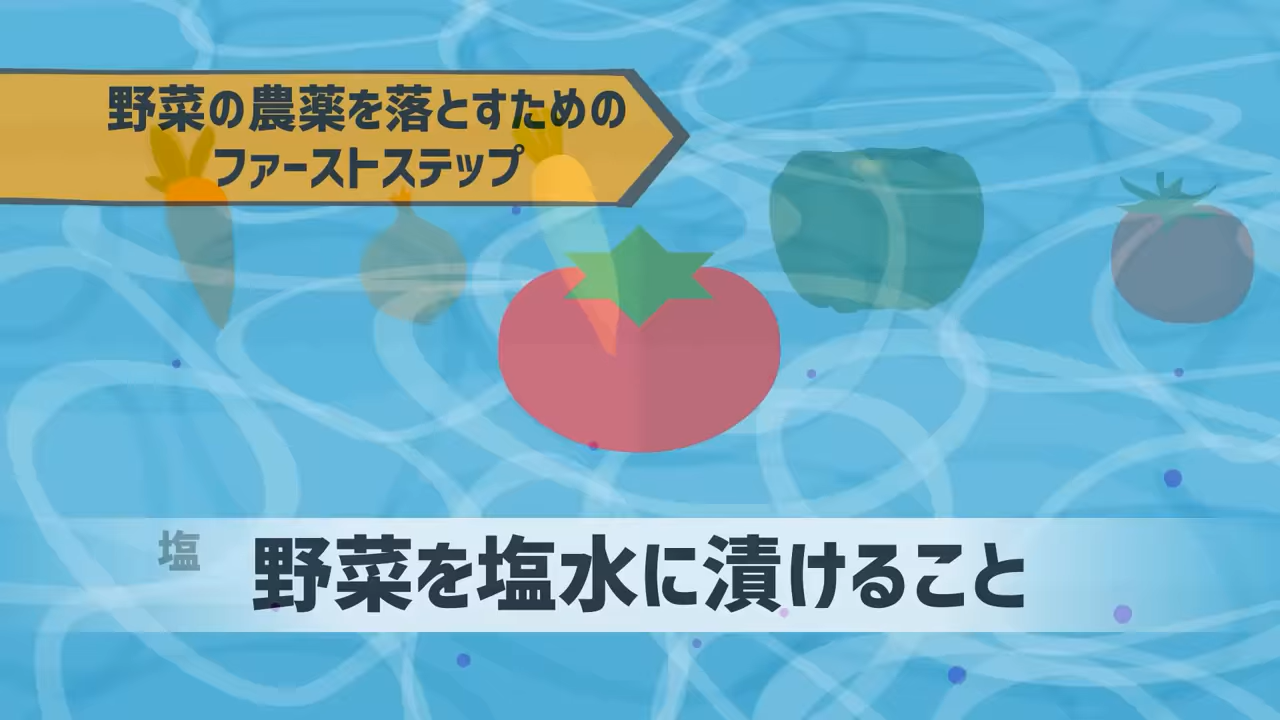 野菜の農薬を落とすための
ファーストステップ
塩
野菜を塩水に漬けること